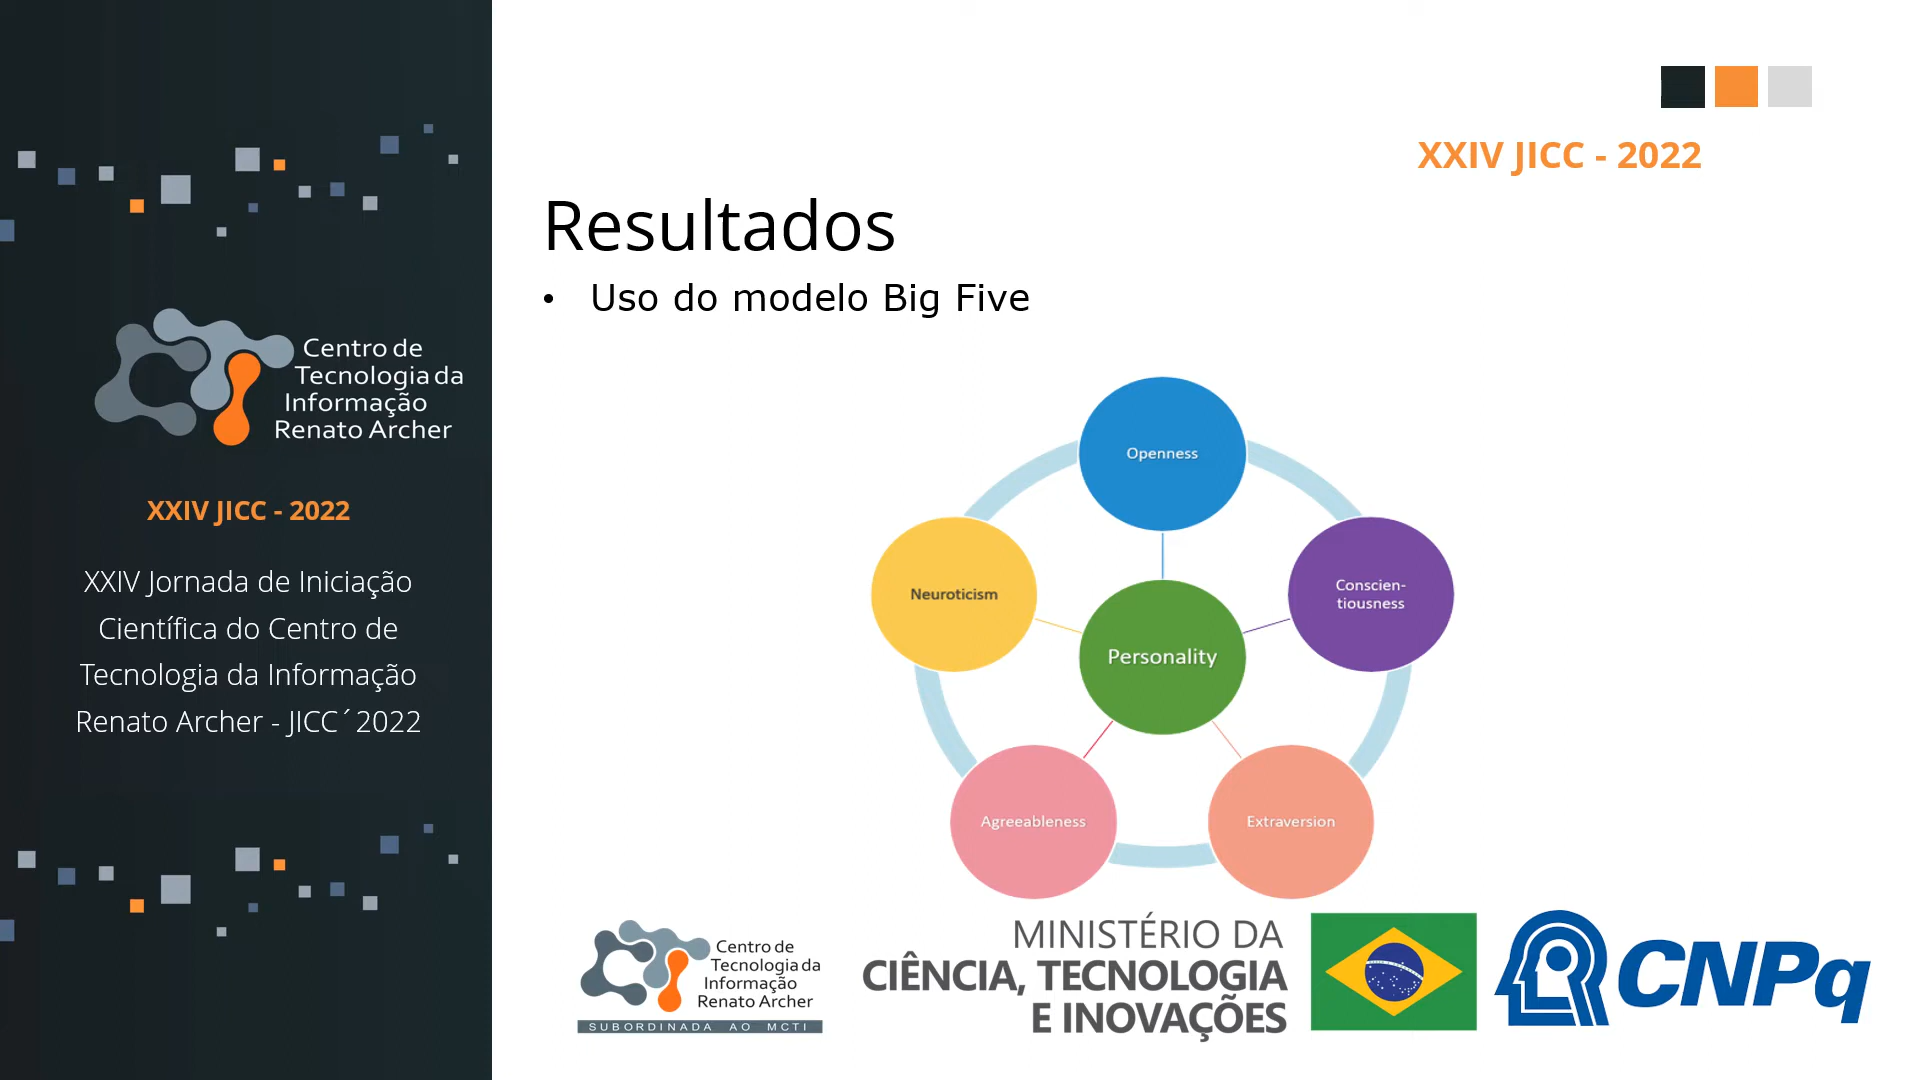 Centro de
Tecnologia da
Informação
Renato Archer
XXIV JICC - 2022
XXIV Jornada de Iniciação
Científica do Centro de
Tecnologia da Informação
Renato Archer - JICC´2022
XXIV JICC - 2022
Resultados
• Uso do modelo Big Five
Openness
Conscien-
tiousness
Neuroticism
Personality
Agreeableness
Extraversion
Centro de
Tecnologia da
Informação
Renato Archer
SUBORDINADA AO MCTI
MINISTÉRIO DA
CIÊNCIA, TECNOLOGIA
E INOVAÇÕES
CNPq